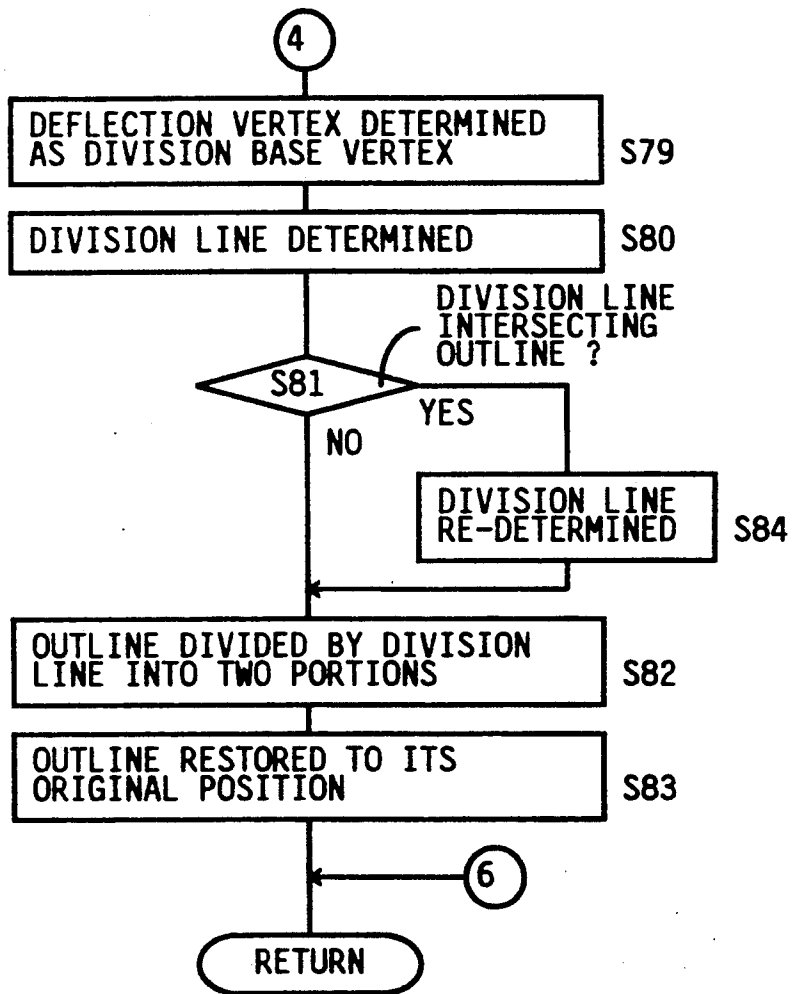 4
DEFLECTION VERTEX DETERMINED
AS DIVISION BASE VERTEX
S79
DIVISION LINE DETERMINED
S80
DIVISION LINE
INTERSECTING
OUTLINE ?
S81
YES
NO
DIVISION LINE
RE-DETERMINED
S84
OUTLINE DIVIDED BY DIVISION
LINE INTO TWO PORTIONS
S82
OUTLINE RESTORED TO ITS
ORIGINAL POSITION
S83
6
RETURN